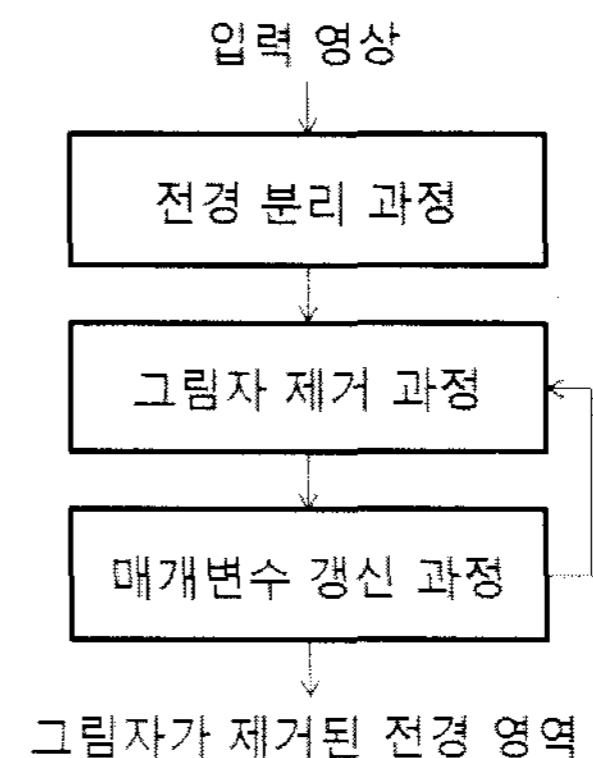 입력 영상
전경 분리 과정
그림자 제거 과정
매개변수 갱신 과정
그림자가 제거된 전경 영역